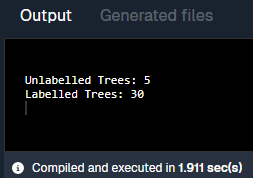 Output Generated files
Unlabelled Trees: 5
Labelled Trees: 30
Compiled and executed in 1.911 sec(s)